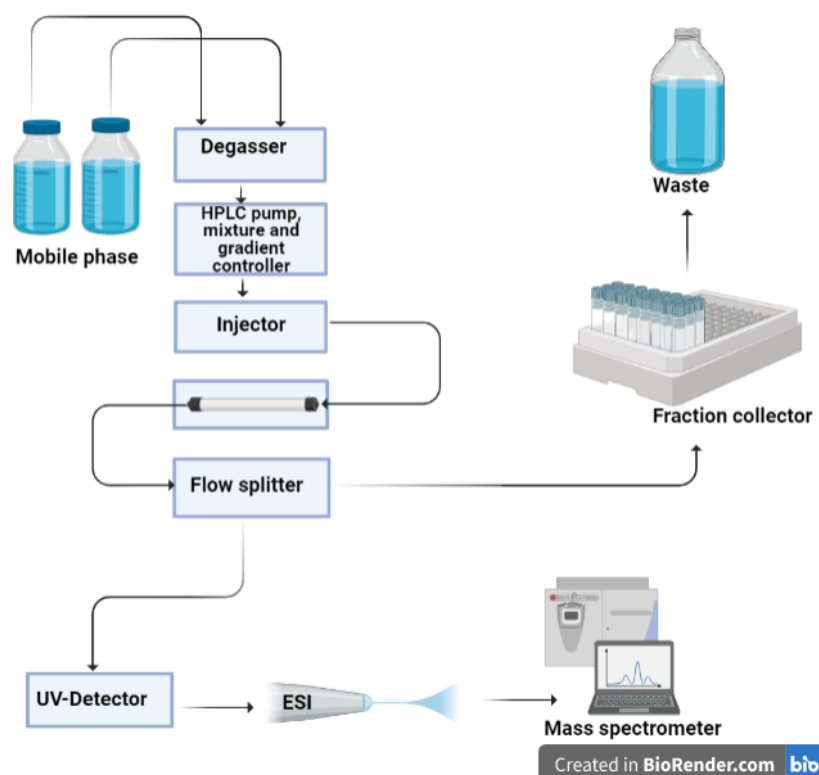 Degasser
Mobile phase
HPLC pump,
mixture and
gradient
controller
Injector
Flow splitter
Waste
Fraction collector
UV-Detector
ESI
Mass spectrometer
Created in BioRender.com bio